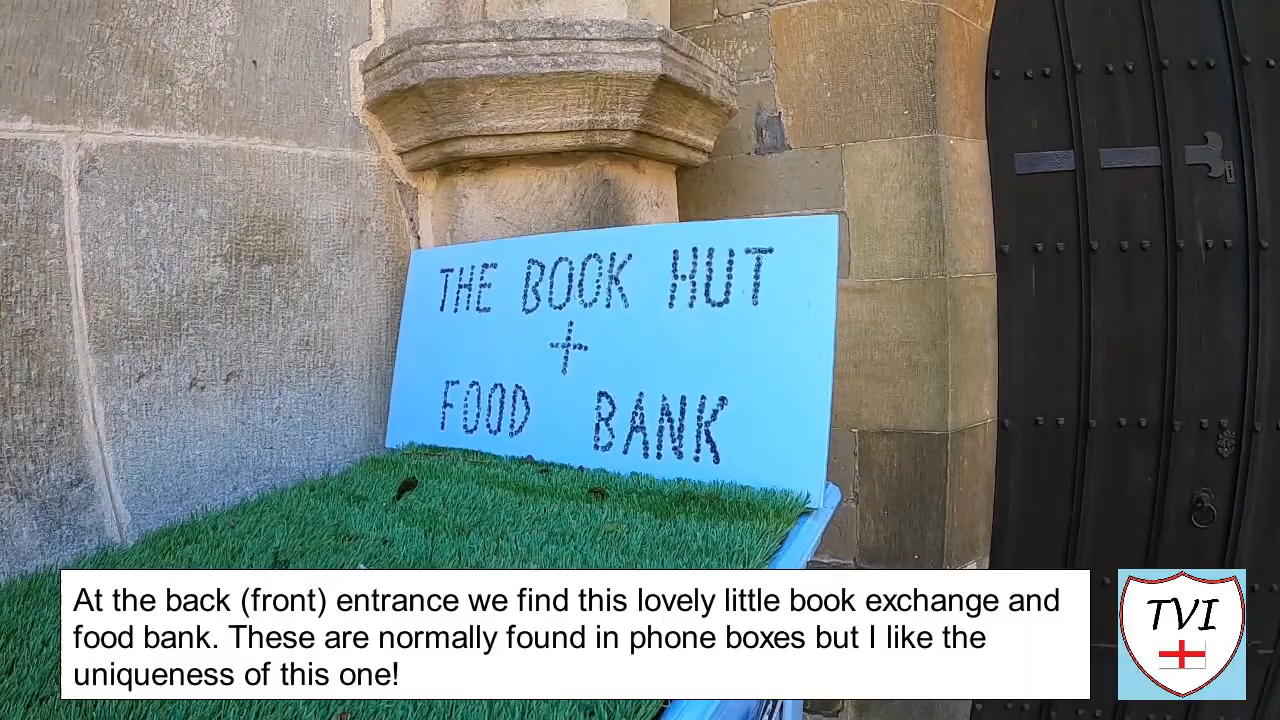 THE BOOK HUT
+
FOOD BANK
At the back (front) entrance we find this lovely little book exchange and
food bank. These are normally found in phone boxes but I like the
uniqueness of this one!
TVI